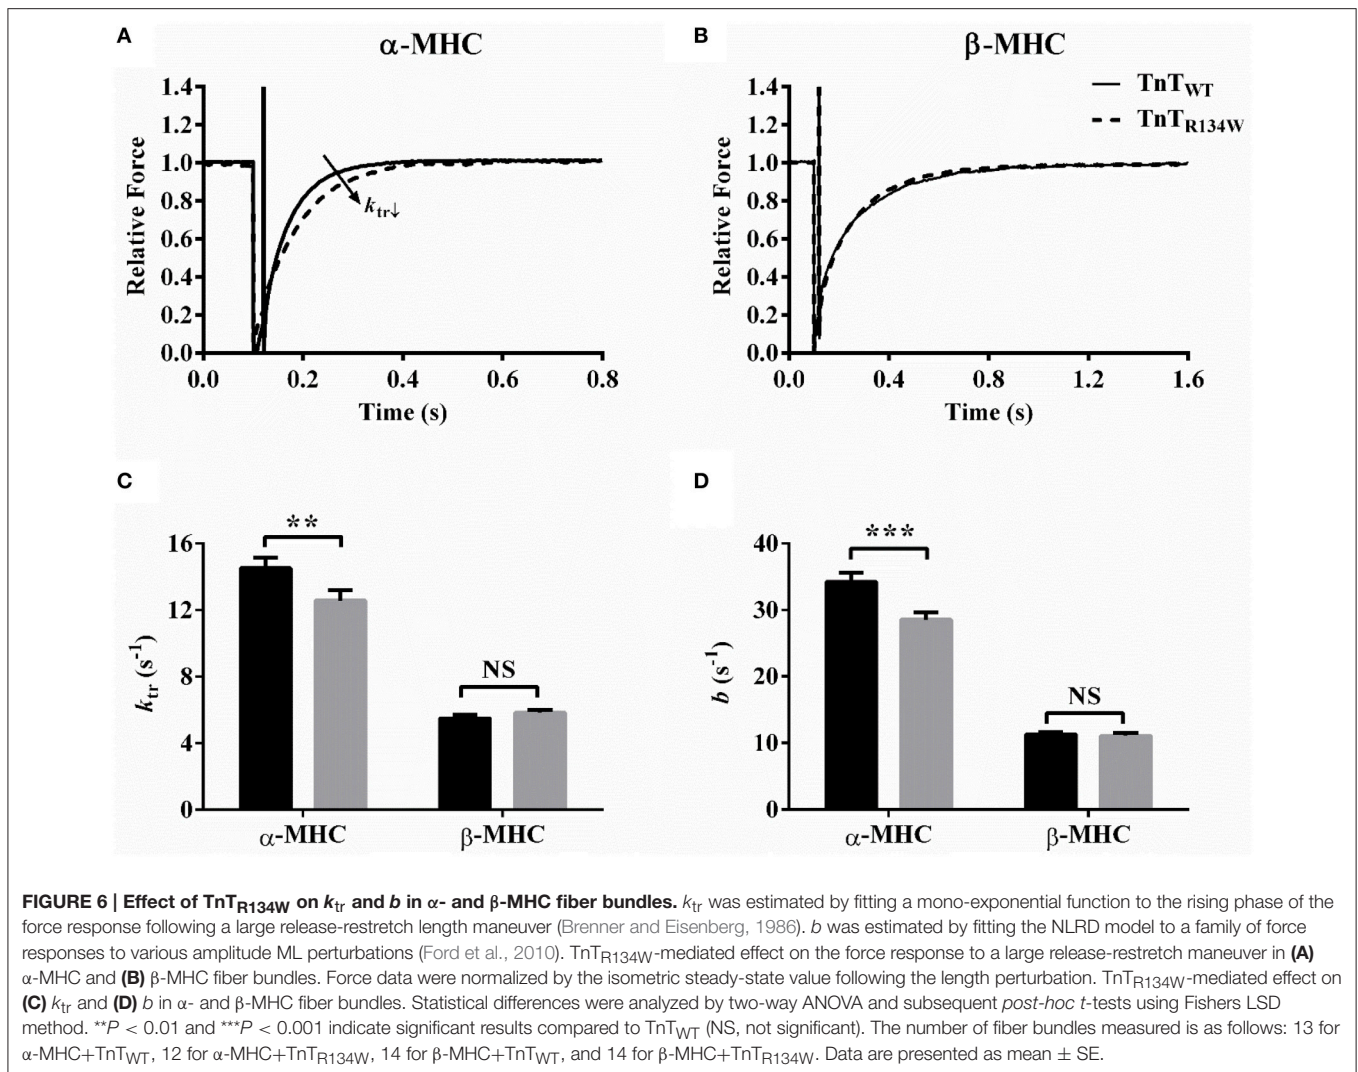 A
α-MHC
B
β-MHC
TnTWT
TnTR134W
1.4
1.2
1.0
0.8
0.6
0.4
0.2
0.0
Relative Force
ktr↓
0.0 0.2 0.4 0.6 0.8
Time (s)
1.4
1.2
1.0
0.8
0.6
0.4
0.2
0.0
Relative Force
0.0 0.4 0.8 1.2 1.6
Time (s)
C
**
NS
16
12
8
4
0
ktr (s-1)
α-MHC β-MHC
D
***
NS
40
30
20
10
0
b (s-1)
α-MHC β-MHC
FIGURE 6 | Effect of TnTR134W on ktr and b in α- and β-MHC fiber bundles. ktr was estimated by fitting a mono-exponential function to the rising phase of the
force response following a large release-restretch length maneuver (Brenner and Eisenberg, 1986). b was estimated by fitting the NLRD model to a family of force
responses to various amplitude ML perturbations (Ford et al., 2010). TnTR134W-mediated effect on the force response to a large release-restretch maneuver in (A)
α-MHC and (B) β-MHC fiber bundles. Force data were normalized by the isometric steady-state value following the length perturbation. TnTR134W-mediated effect on
(C) ktr and (D) b in α- and β-MHC fiber bundles. Statistical differences were analyzed by two-way ANOVA and subsequent post-hoc t-tests using Fishers LSD
method. **P < 0.01 and ***P < 0.001 indicate significant results compared to TnTWT (NS, not significant). The number of fiber bundles measured is as follows: 13 for
α-MHC+TnTWT, 12 for α-MHC+TnTR134W, 14 for β-MHC+TnTWT, and 14 for β-MHC+TnTR134W. Data are presented as mean ± SE.